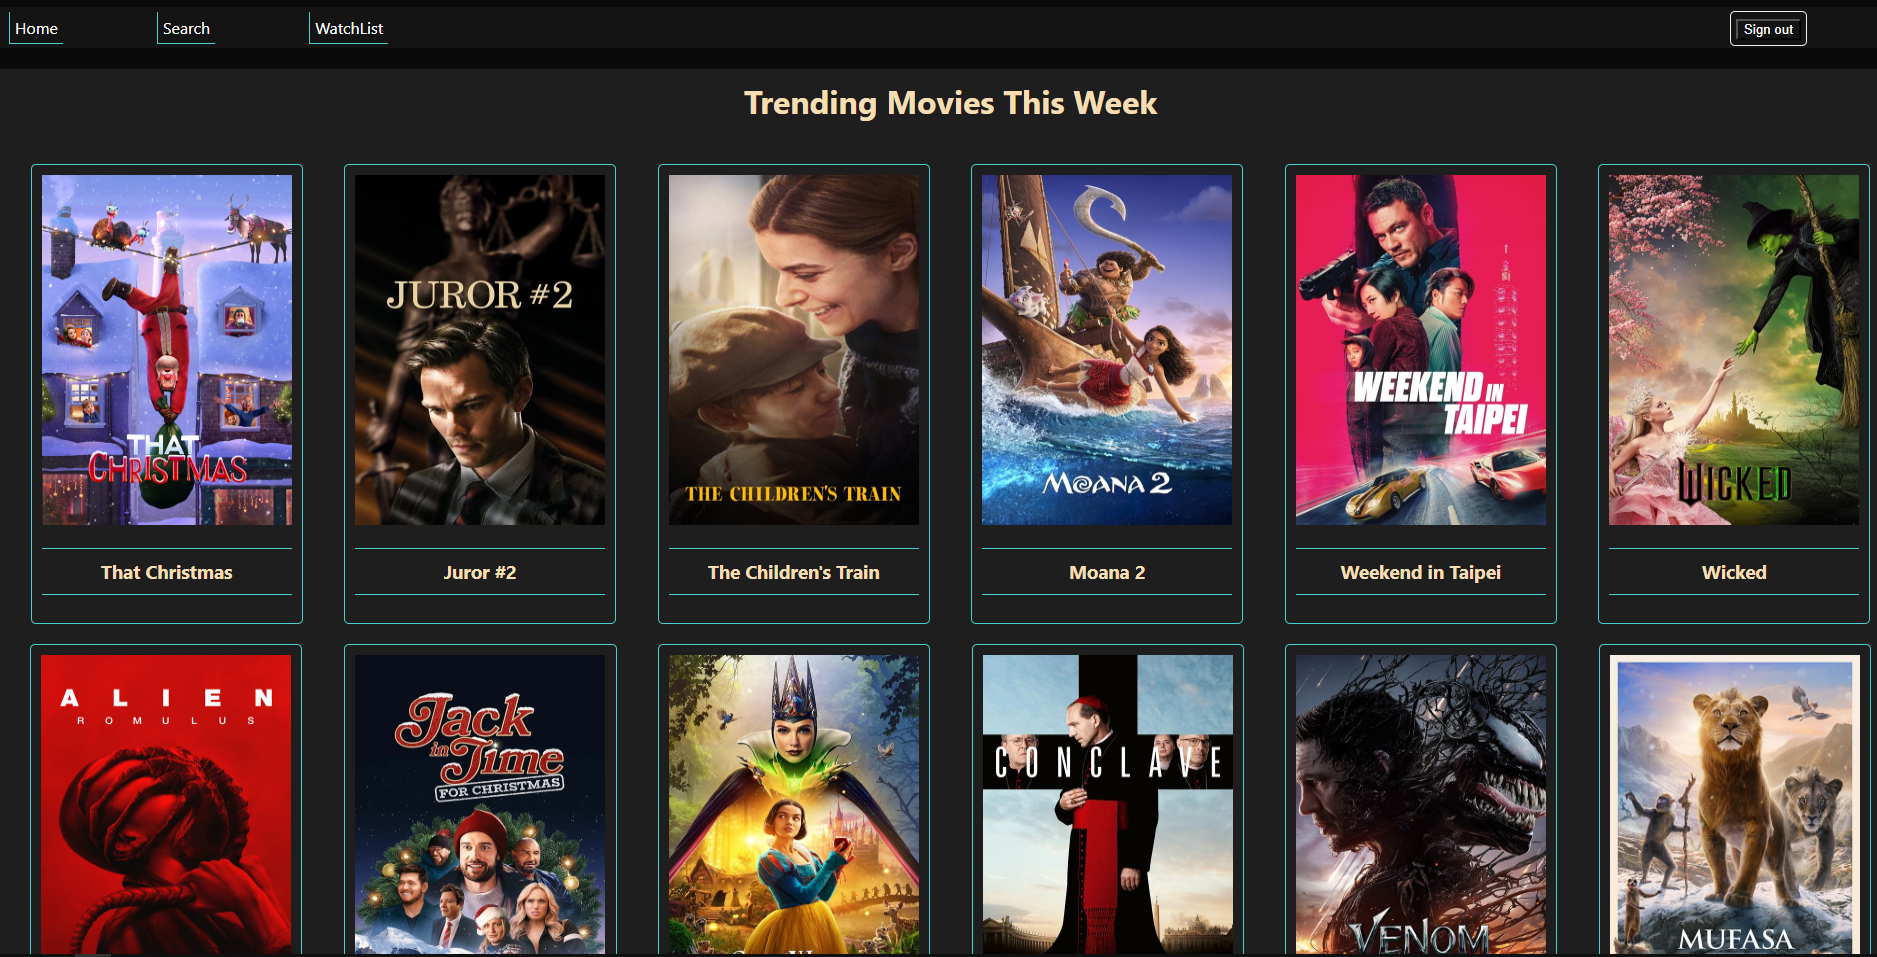 Home
Search
WatchList
Sign out
Trending Movies This Week
THAT
CHRISTMAS
JUROR #2
THE CHILDREN'S TRAIN
MOANA 2
WEEKEND IN
TAIPEI
WICKED
That Christmas
Juror #2
The Children's Train
Moana 2
Weekend in Taipei
Wicked
ALIEN
ROMULUS
Jack
in Time
FOR CHRISTMAS
CONCLAVE
VENOM
MUFASA